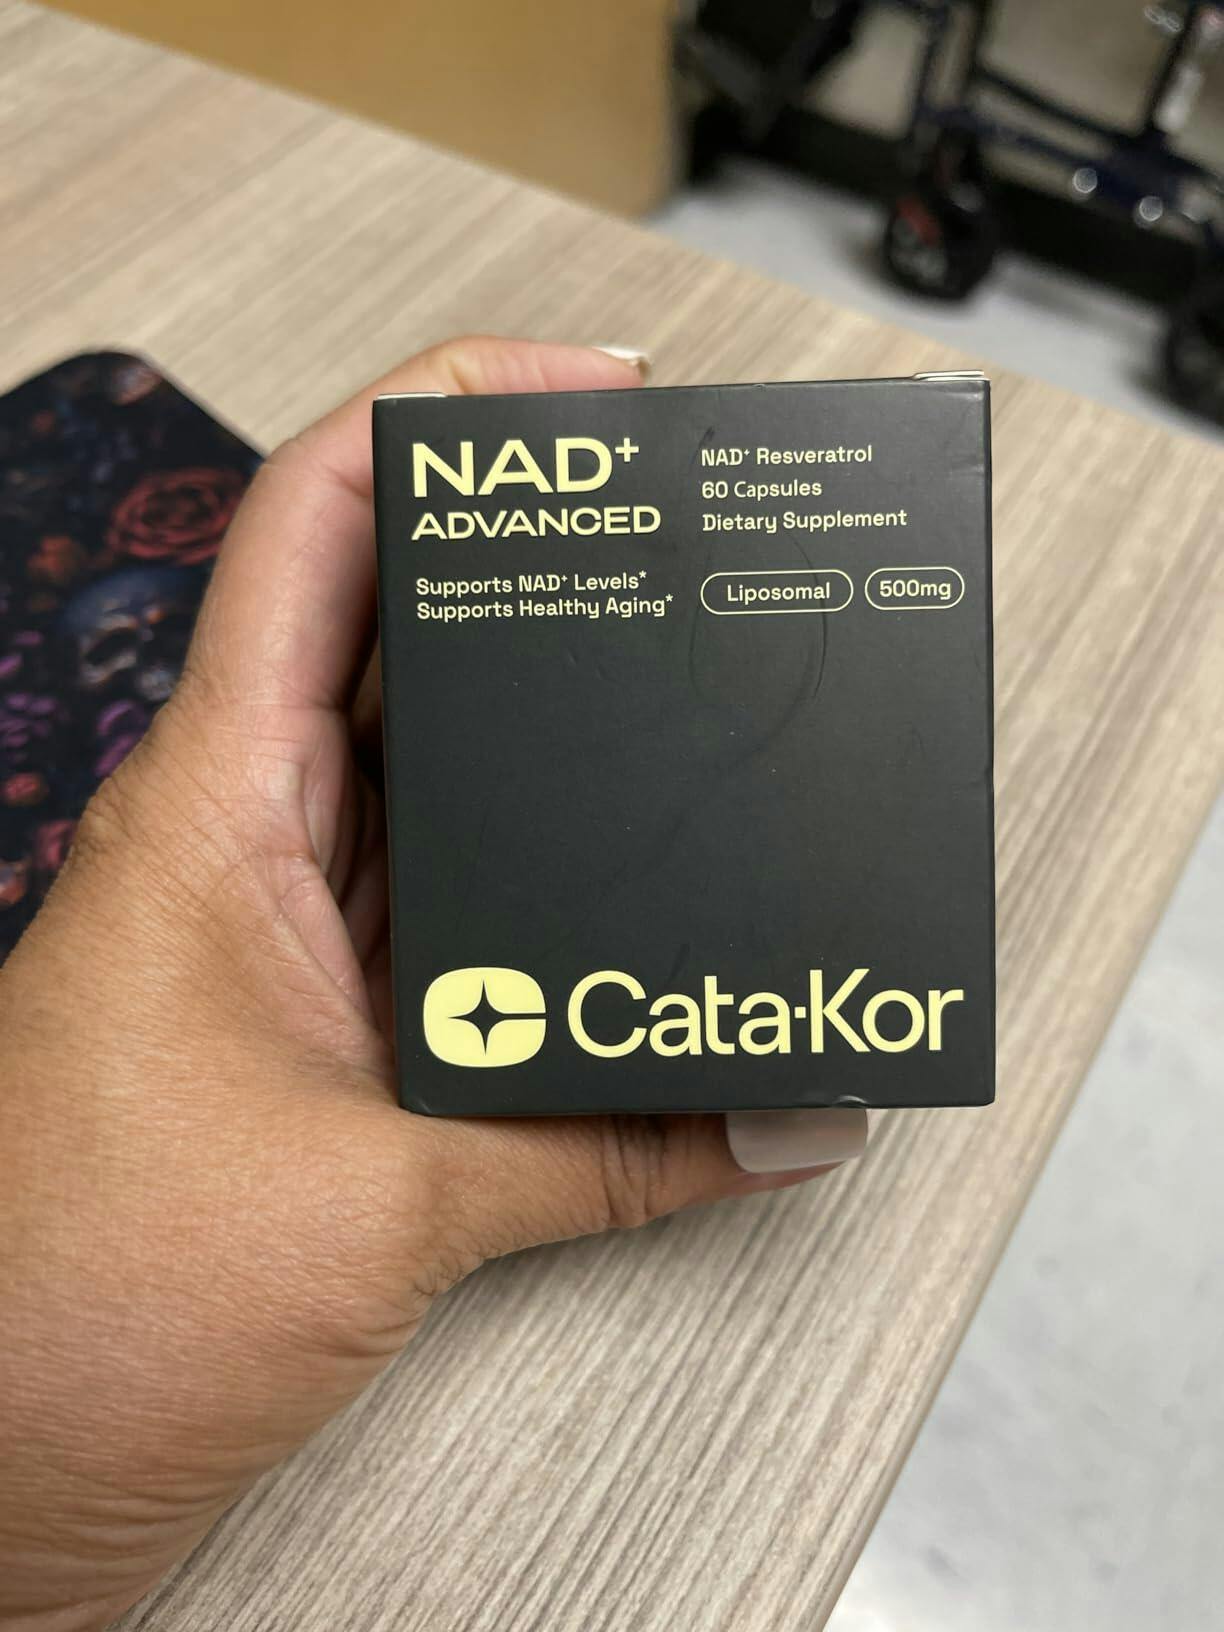 NAD⁺
ADVANCED
Supports NAD⁺ Levels*
Supports Healthy Aging*
NAD⁺ Resveratrol
60 Capsules
Dietary Supplement
Liposomal
500mg
Cata·Kor